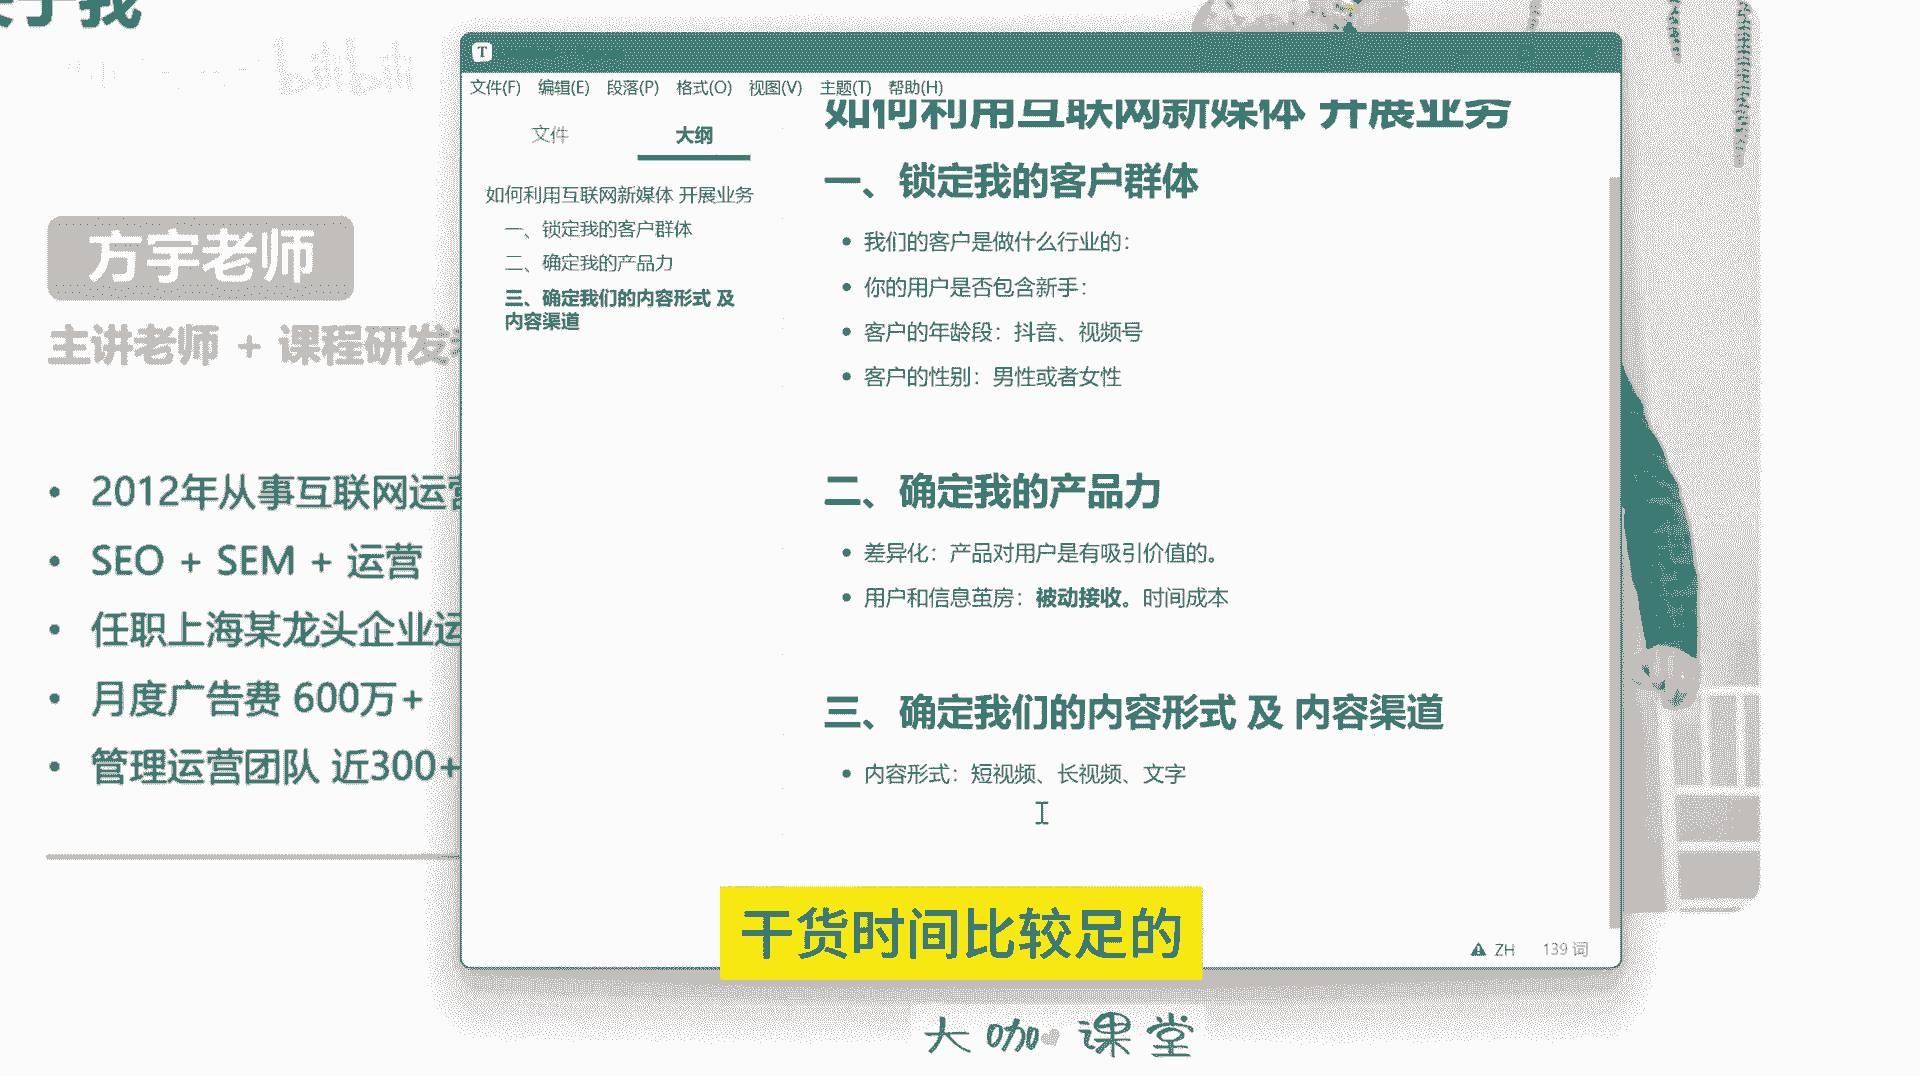 关于我
bilibili
方宇老师
主讲老师 + 课程研发
• 2012年从事互联网运营
• SEO + SEM + 运营
• 任职上海某龙头企业运
• 月度广告费 600万+
• 管理运营团队 近300+
T
文件(F) 编辑(E) 段落(P) 格式(O) 视图(V) 主题(T) 帮助(H)
文件 大纲
如何利用互联网新媒体 开展业务
一、锁定我的客户群体
二、确定我的产品力
三、确定我们的内容形式 及
内容渠道
如何利用互联网新媒体 开展业务
一、锁定我的客户群体
• 我们的客户是做什么行业的：
• 你的用户是否包含新手：
• 客户的年龄段：抖音、视频号
• 客户的性别：男性或者女性
二、确定我的产品力
• 差异化：产品对用户是有吸引价值的。
• 用户和信息茧房：被动接收。时间成本
三、确定我们的内容形式 及 内容渠道
• 内容形式：短视频、长视频、文字
ZH 139 词
干货时间比较足的
大咖课堂